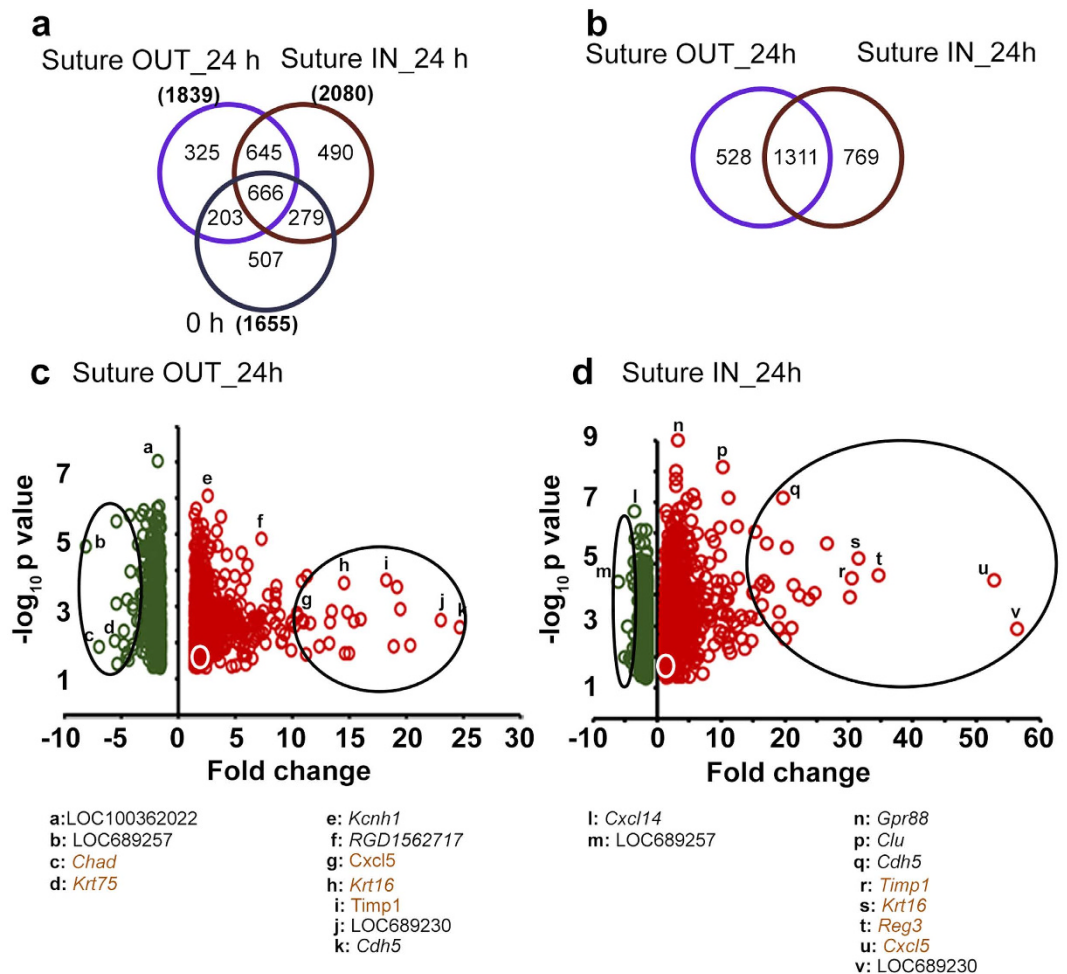 a
Suture OUT_24 h
Suture IN_24 h
(1839)
(2080)
325
645
490
666
203
279
507
0 h (1655)
b
Suture OUT_24h
Suture IN_24h
528
1311
769
c Suture OUT_24h
-log10 p value
7
5
3
1
a
b
c
d
e
f
g
h
i
j
k
-10
-5
0
5
10
15
20
25
30
Fold change
a:LOC100362022
b: LOC689257
c: Chad
d: Krt75
e: Kcnh1
f: RGD1562717
g: Cxcl5
h: Krt16
i: Timp1
j: LOC689230
k: Cdh5
d Suture IN_24h
-log10 p value
9
7
5
3
1
l
m
n
p
q
r
s
t
u
v
-10
0
10
20
30
40
50
60
Fold change
l: Cxcl14
m: LOC689257
n: Gpr88
p: Clu
q: Cdh5
r: Timp1
s: Krt16
t: Reg3
u: Cxcl5
v: LOC689230